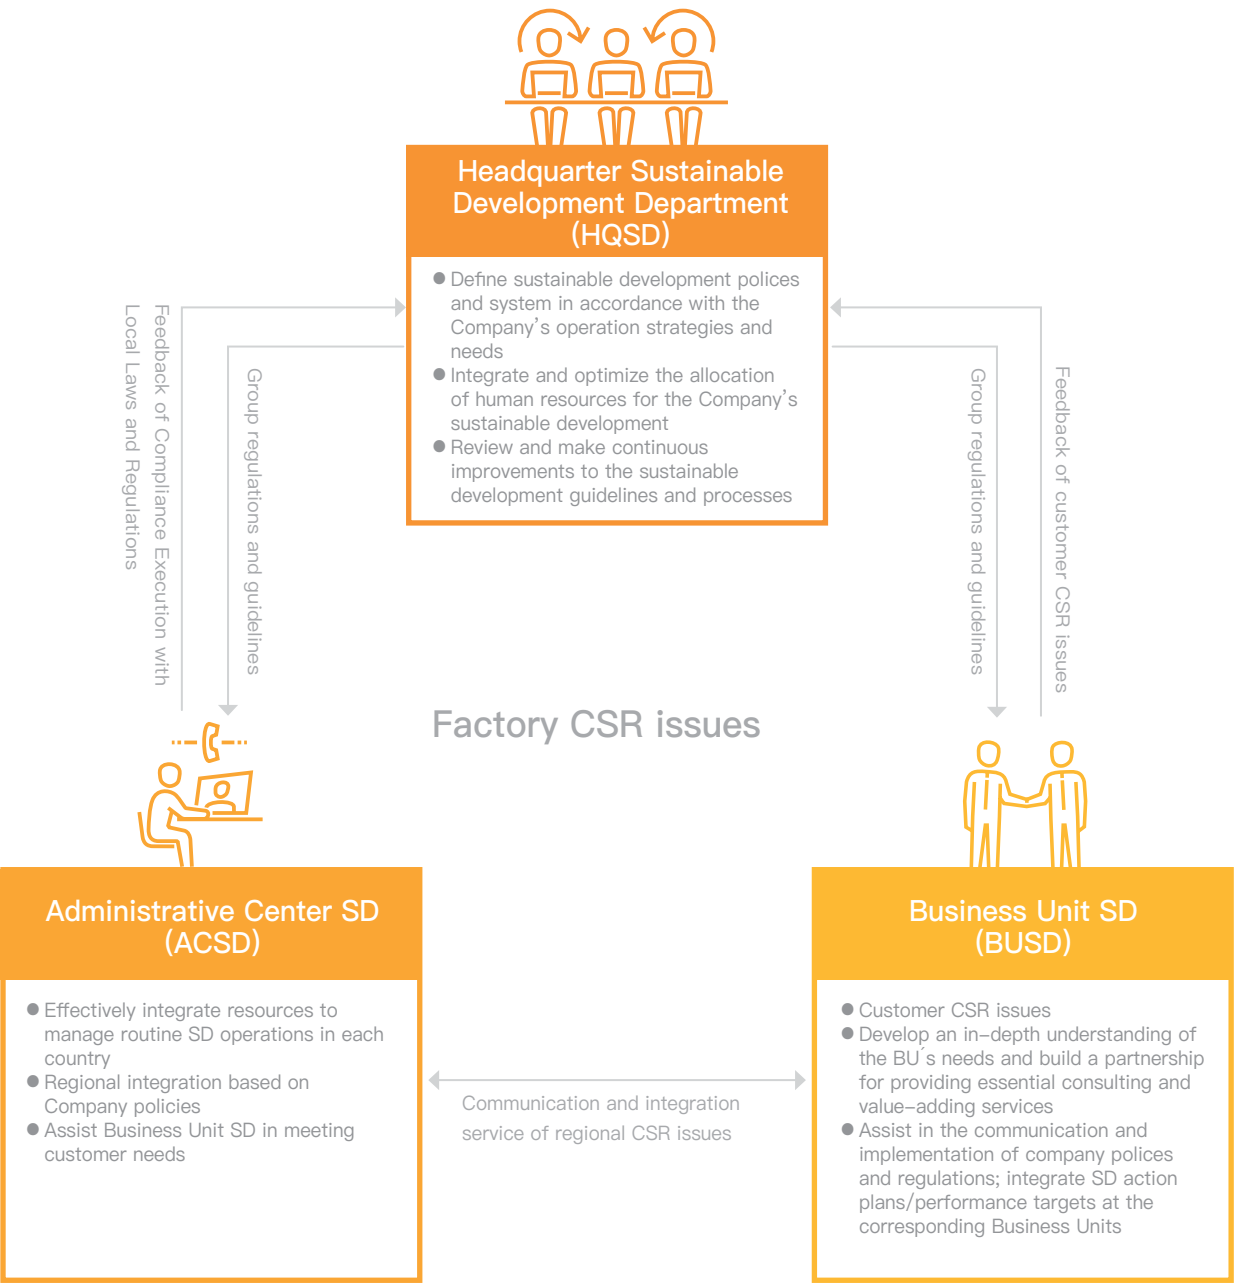 Headquarter Sustainable
Development Department
(HQSD)
● Define sustainable development polices
and system in accordance with the
Company's operation strategies and
needs
● Integrate and optimize the allocation
of human resources for the Company's
sustainable development
● Review and make continuous
improvements to the sustainable
development guidelines and processes
Feedback of Compliance Execution with
Local Laws and Regulations
Group regulations and guidelines
Group regulations and guidelines
Feedback of customer CSR issues
Factory CSR issues
Administrative Center SD
(ACSD)
● Effectively integrate resources to
manage routine SD operations in each
country
● Regional integration based on
Company policies
● Assist Business Unit SD in meeting
customer needs
Communication and integration
service of regional CSR issues
Business Unit SD
(BUSD)
● Customer CSR issues
● Develop an in-depth understanding of
the BU´s needs and build a partnership
for providing essential consulting and
value-adding services
● Assist in the communication and
implementation of company polices
and regulations; integrate SD action
plans/performance targets at the
corresponding Business Units